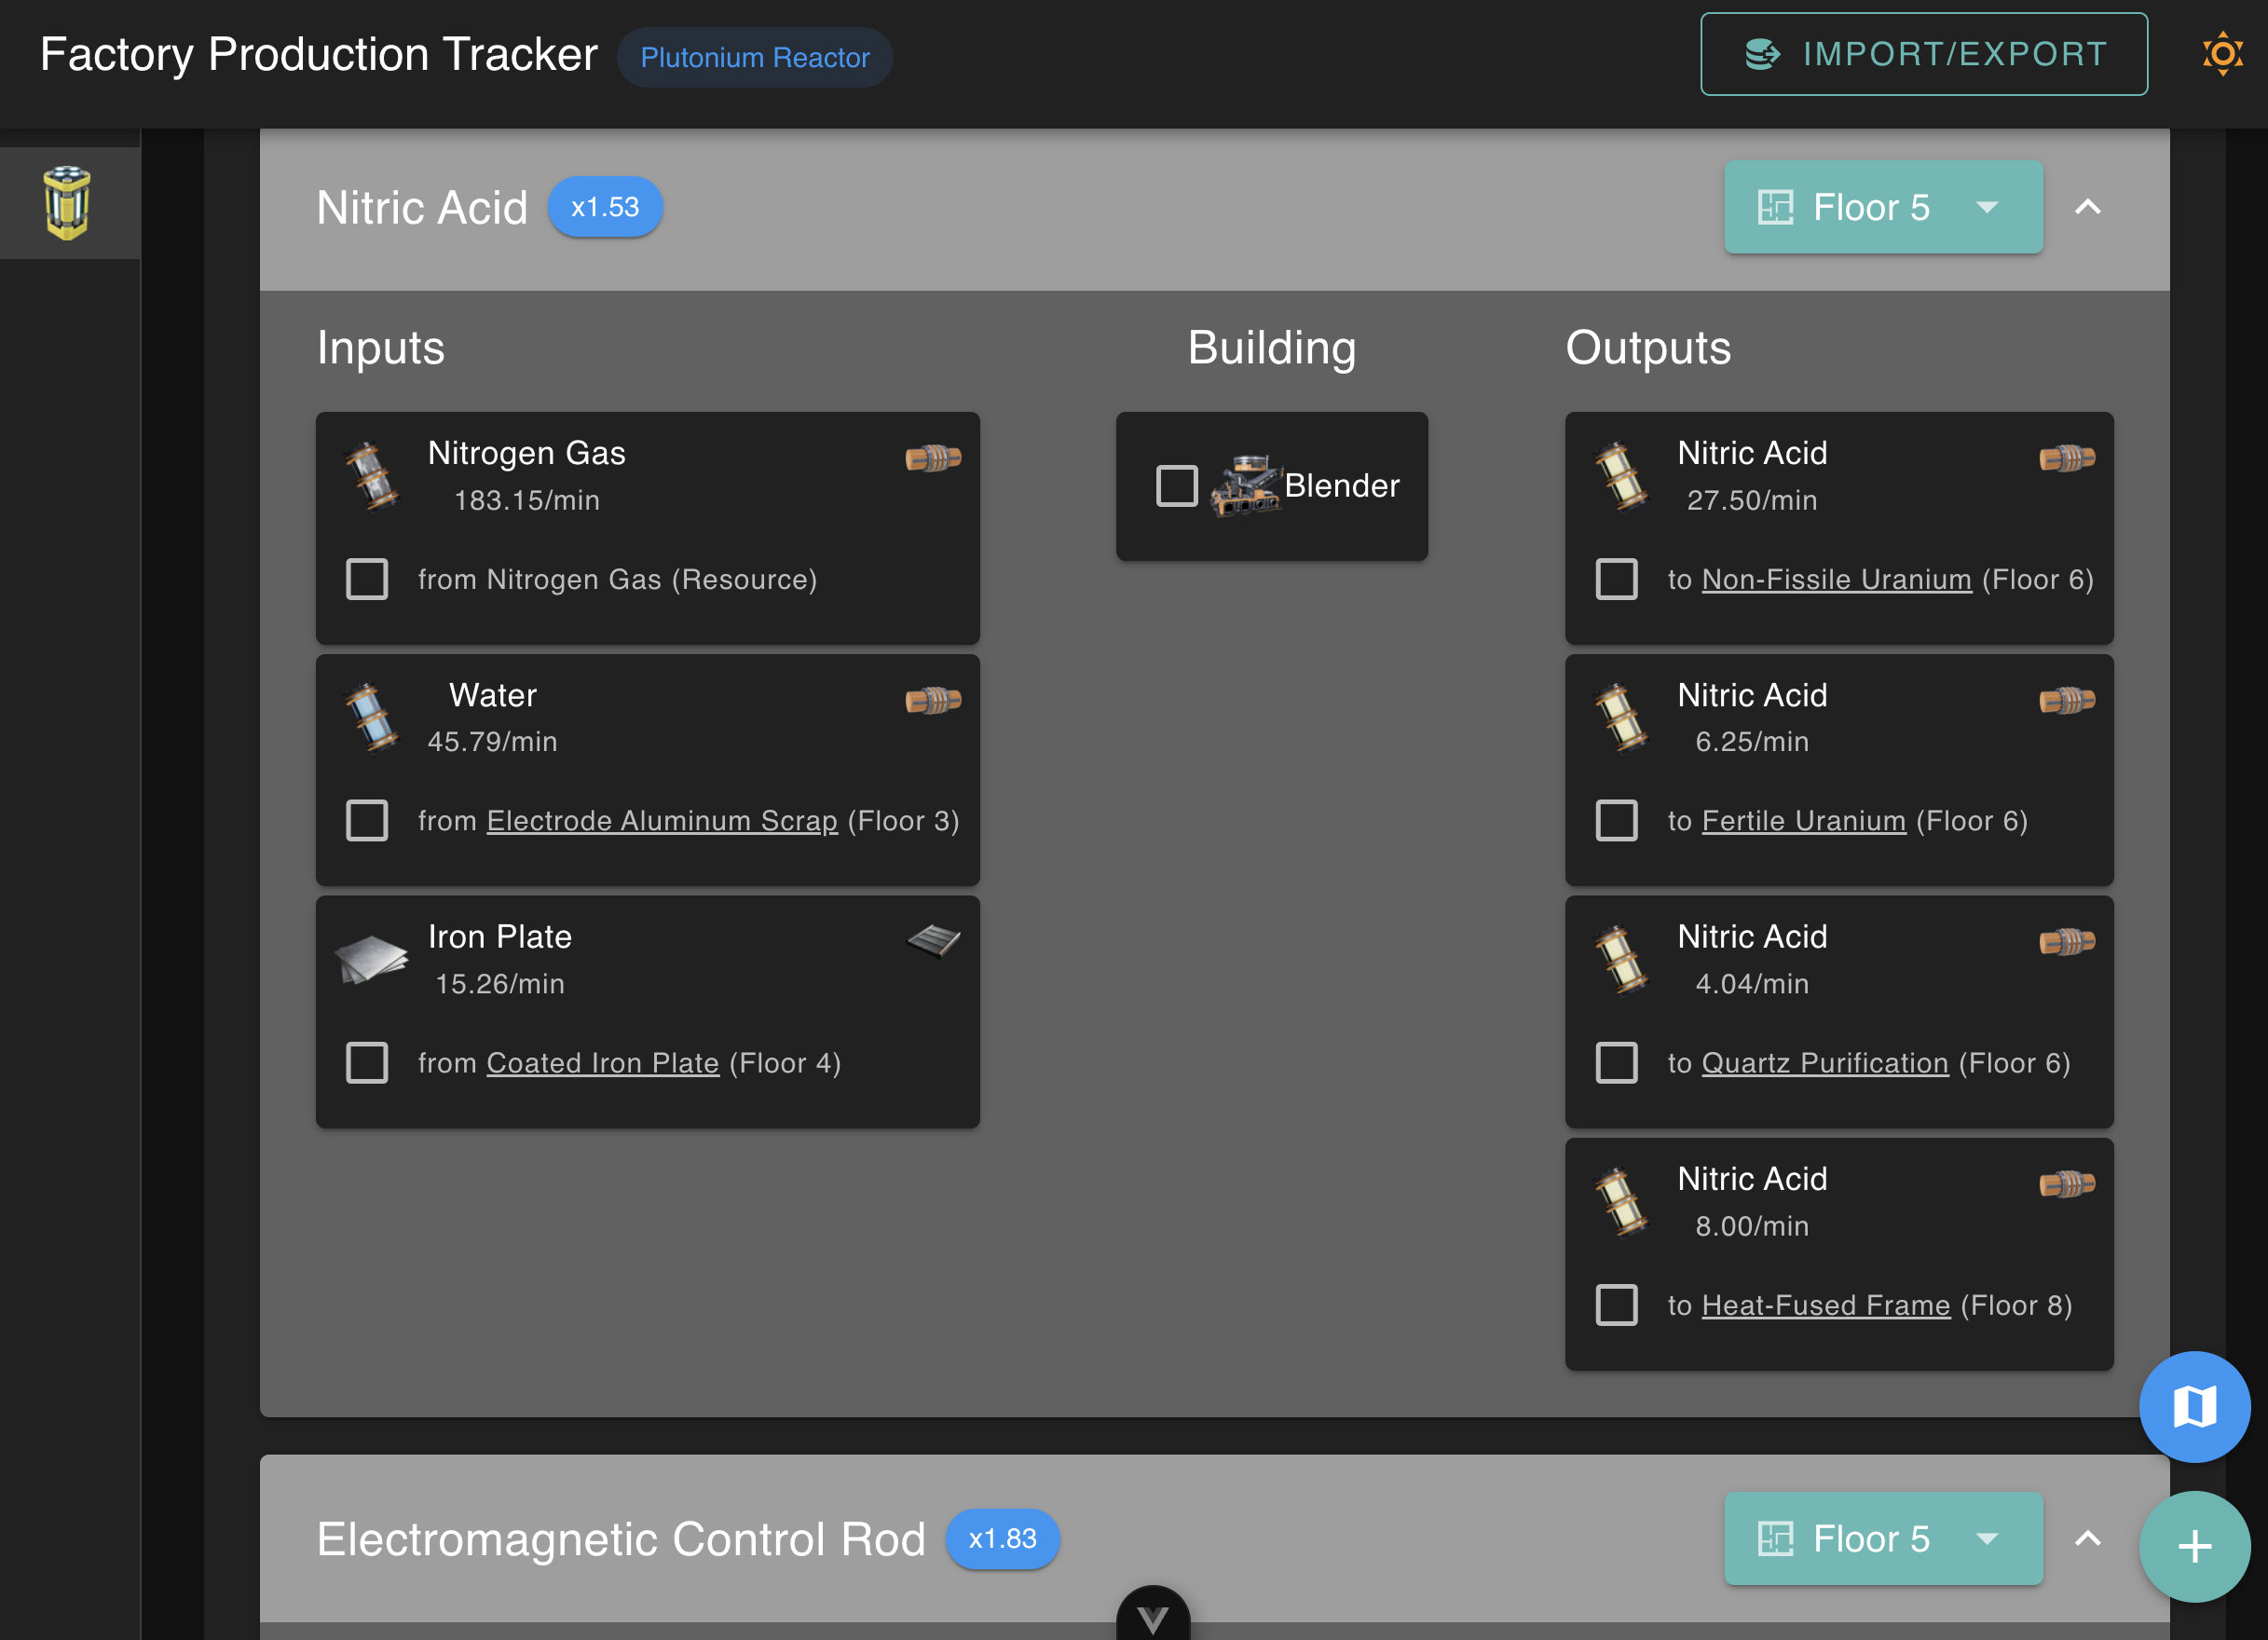 Factory Production Tracker Plutonium Reactor IMPORT/EXPORT
Nitric Acid x1.53 Floor 5
Inputs Building Outputs
Nitrogen Gas
183.15/min
from Nitrogen Gas (Resource)
Water
45.79/min
from Electrode Aluminum Scrap (Floor 3)
Iron Plate
15.26/min
from Coated Iron Plate (Floor 4)
Blender
Nitric Acid
27.50/min
to Non-Fissile Uranium (Floor 6)
Nitric Acid
6.25/min
to Fertile Uranium (Floor 6)
Nitric Acid
4.04/min
to Quartz Purification (Floor 6)
Nitric Acid
8.00/min
to Heat-Fused Frame (Floor 8)
Electromagnetic Control Rod x1.83 Floor 5